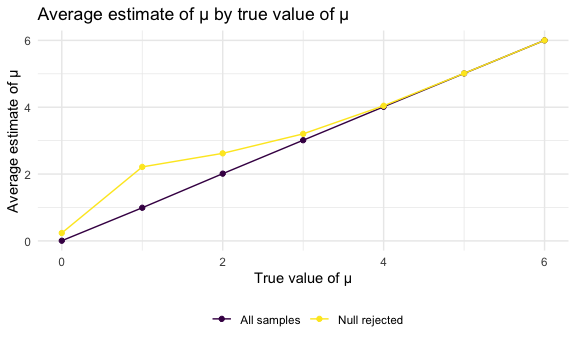 Average estimate of μ by true value of μ
Average estimate of μ
6
4
2
0
0 2 4 6
True value of μ
All samples Null rejected